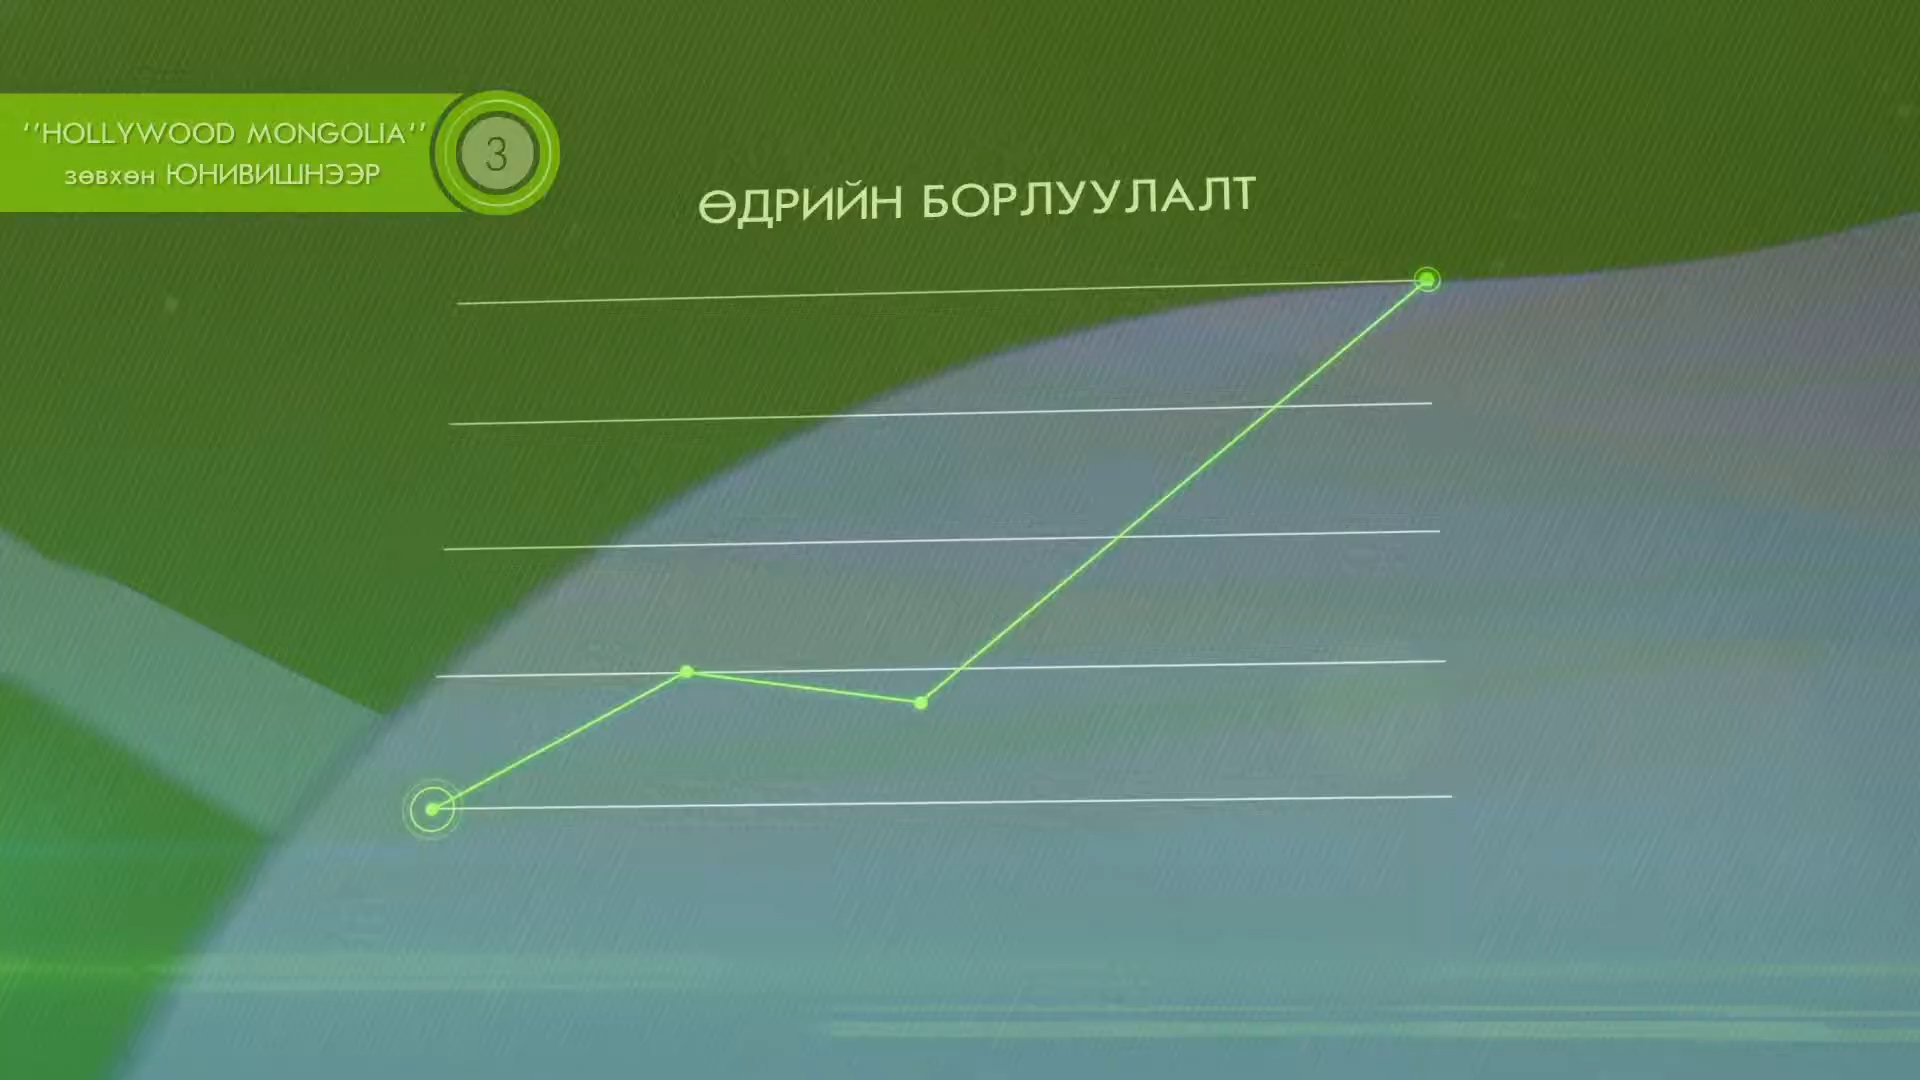 ‘‘HOLLYWOOD MONGOLIA’’
зөвхөн ЮНИВИШНЭЭР
3
ӨДРИЙН БОРЛУУЛАЛТ